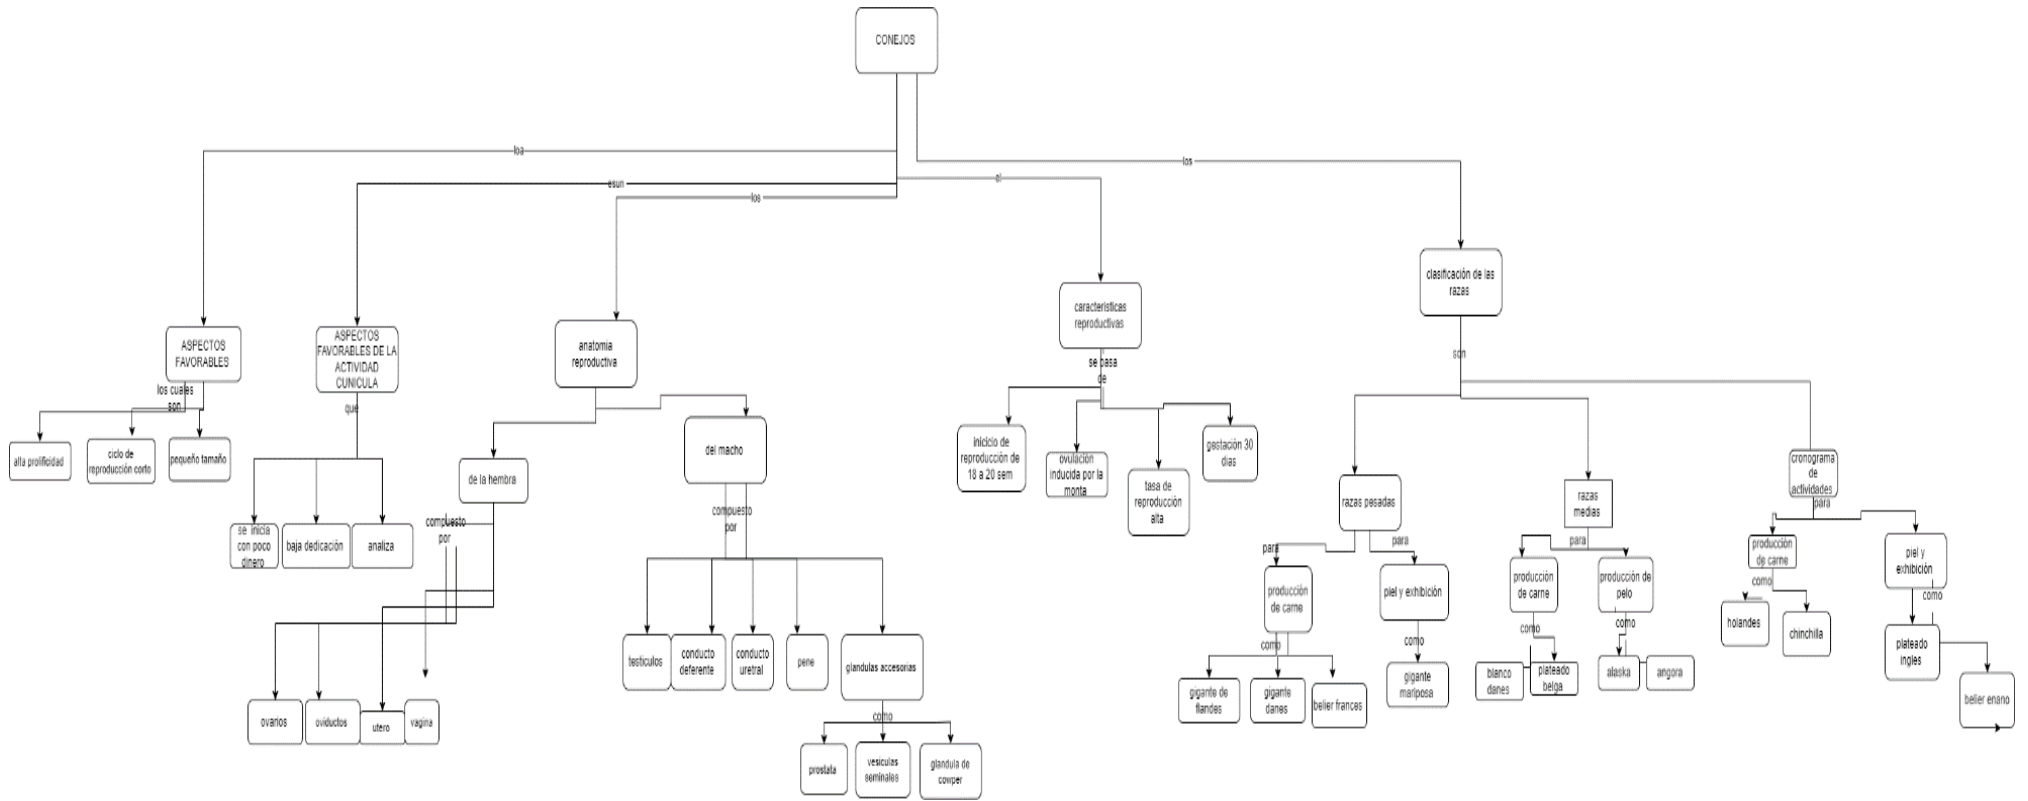 CONEJOS
loa
esun
los
el
los
ASPECTOS
FAVORABLES
los cuales
son
alta prolificidad
ciclo de
reproducción corto
pequeño tamaño
ASPECTOS
FAVORABLES DE LA
ACTIVIDAD
CUNICULA
que
se inicia
con poco
dinero
baja dedicación
analiza
anatomia
reproductiva
de la hembra
compuesto
por
ovarios
oviductos
utero
vagina
del macho
compuesto
por
testiculos
conducto
deferente
conducto
uretral
pene
glandulas accesorias
como
prostata
vesiculas
seminales
glandula de
cowper
caracteristicas
reproductivas
se basa
de
inicicio de
reproducción de
18 a 20 sem
ovulación
inducida por la
monta
tasa de
reproducción
alta
gestación 30
dias
clasificación de las
razas
son
razas pesadas
para
para
producción
de carne
como
gigante de
flandes
gigante
danes
belier frances
piel y exhibición
como
gigante
mariposa
razas
medias
para
producción
de carne
como
blanco
danes
plateado
belga
producción de
pelo
como
alaska
angora
cronograma
de
actividades
para
producción
de carne
como
holandes
chinchilla
piel y
exhibición
como
plateado
ingles
belier enano